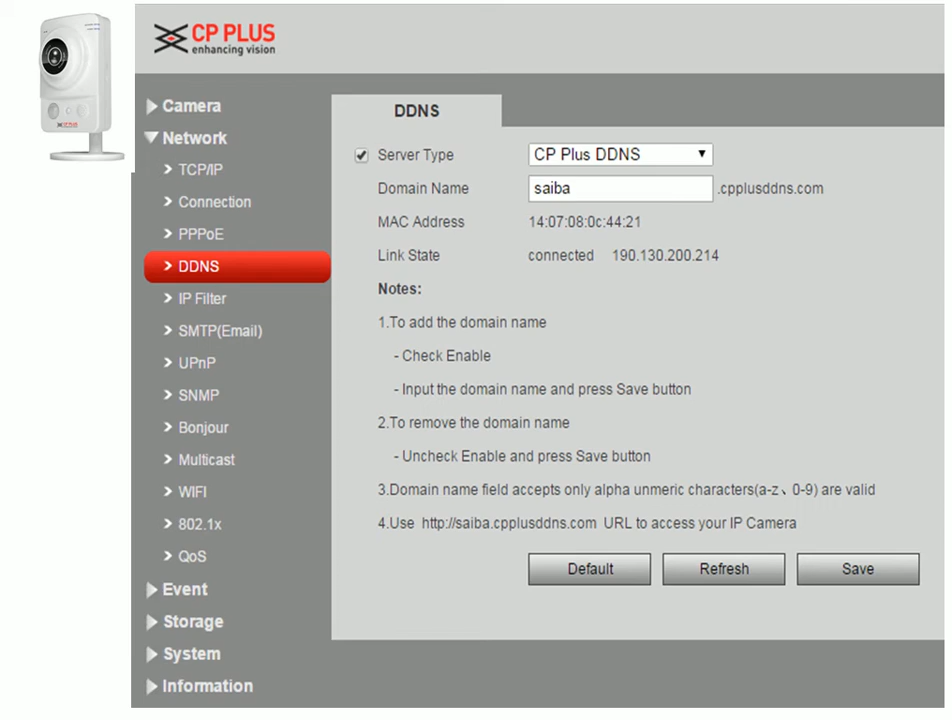 CP PLUS
enhancing vision
Camera
Network
TCP/IP
Connection
PPPoE
DDNS
IP Filter
SMTP(Email)
UPnP
SNMP
Bonjour
Multicast
WIFI
802.1x
QoS
Event
Storage
System
Information
DDNS
Server Type CP Plus DDNS
Domain Name saiba .cpplusddns.com
MAC Address 14:07:08:0c:44:21
Link State connected 190.130.200.214
Notes:
1.To add the domain name
- Check Enable
- Input the domain name and press Save button
2.To remove the domain name
- Uncheck Enable and press Save button
3.Domain name field accepts only alpha unmeric characters(a-z、0-9) are valid
4.Use http://saiba.cpplusddns.com URL to access your IP Camera
Default Refresh Save